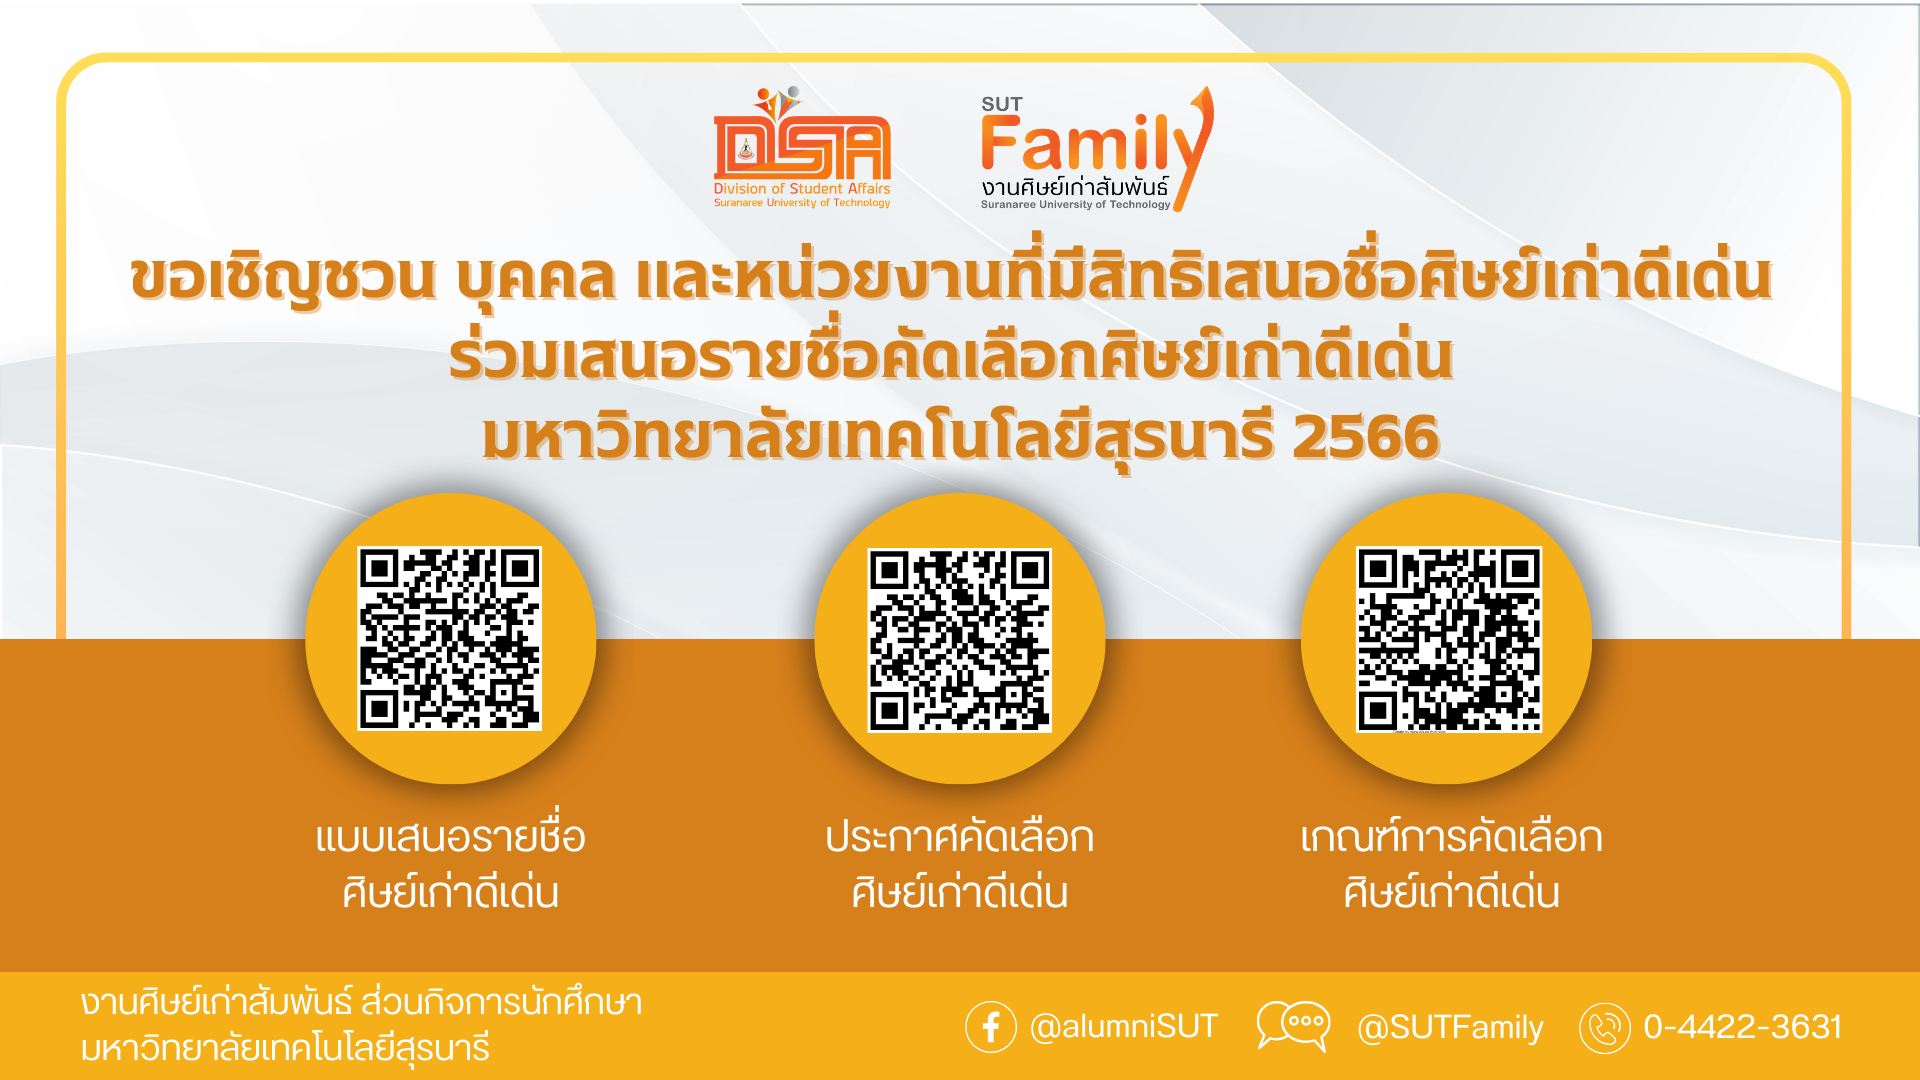 DSA
Division of Student Affairs
Suranaree University of Technology
SUT
Family
งานศิษย์เก่าสัมพันธ์
Suranaree University of Technology
ขอเชิญชวน บุคคล และหน่วยงานที่มีสิทธิเสนอชื่อศิษย์เก่าดีเด่น
ร่วมเสนอรายชื่อคัดเลือกศิษย์เก่าดีเด่น
มหาวิทยาลัยเทคโนโลยีสุรนารี 2566
แบบเสนอรายชื่อ
ศิษย์เก่าดีเด่น
ประกาศคัดเลือก
ศิษย์เก่าดีเด่น
เกณฑ์การคัดเลือก
ศิษย์เก่าดีเด่น
งานศิษย์เก่าสัมพันธ์ ส่วนกิจการนักศึกษา
มหาวิทยาลัยเทคโนโลยีสุรนารี
@alumniSUT
@SUTFamily
0-4422-3631